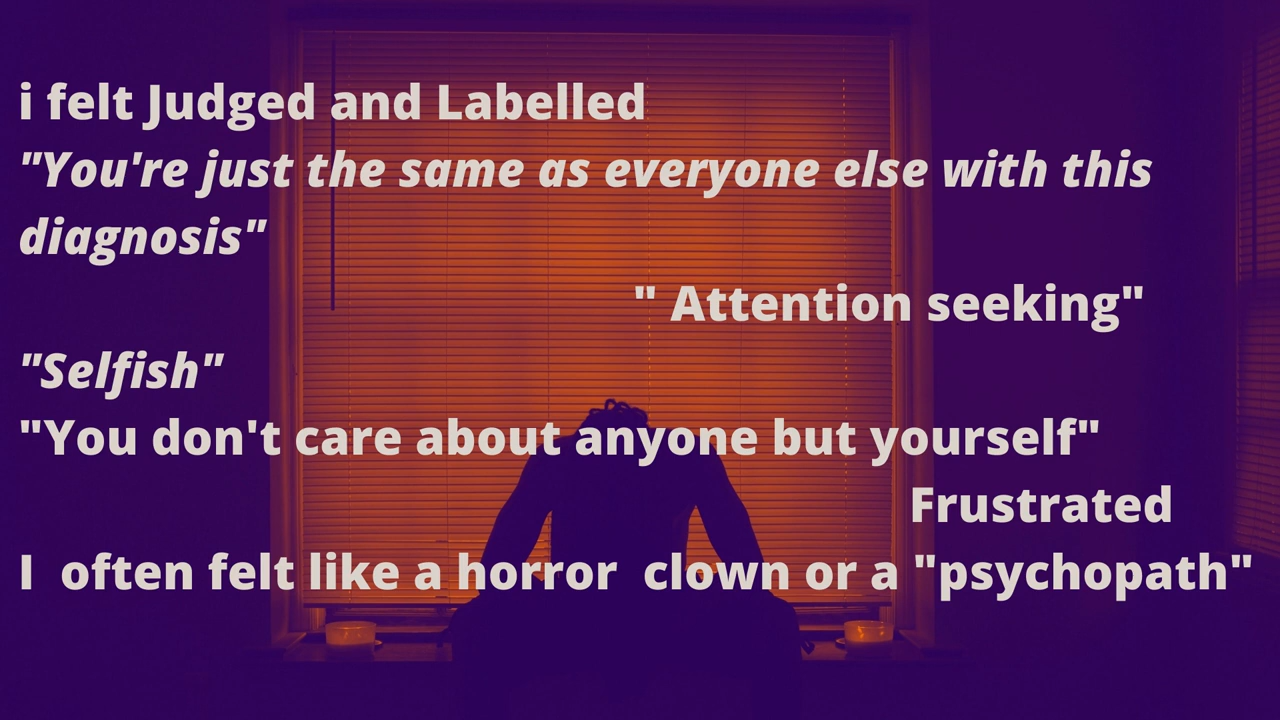 i felt Judged and Labelled
"You're just the same as everyone else with this
diagnosis"
" Attention seeking"
"Selfish"
"You don't care about anyone but yourself"
Frustrated
I  often felt like a horror  clown or a "psychopath"